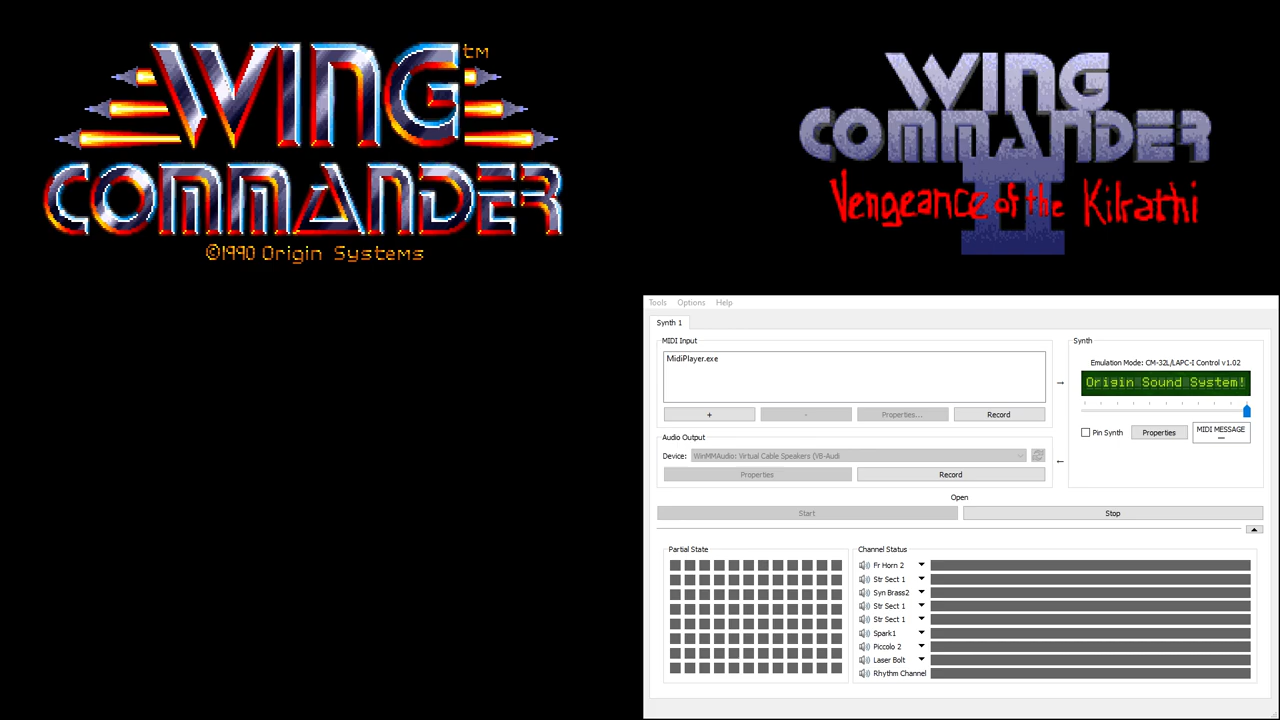 WING
TM
COMMANDER
©1990 Origin Systems
WING
COMMANDER
II
Vengeance of the Kilrathi
Tools Options Help
Synth 1
MIDI Input
MidiPlayer.exe
+ - Properties... Record
Audio Output
Device: WinMMAudio: Virtual Cable Speakers (VB-Audi
Properties Record
Synth
Emulation Mode: CM-32L/LAPC-I Control v1.02
Origin Sound System!
Pin Synth Properties MIDI MESSAGE
Open
Start Stop
Partial State
Channel Status
Fr Horn 2
Str Sect 1
Syn Brass2
Str Sect 1
Str Sect 1
Spark1
Piccolo 2
Laser Bolt
Rhythm Channel